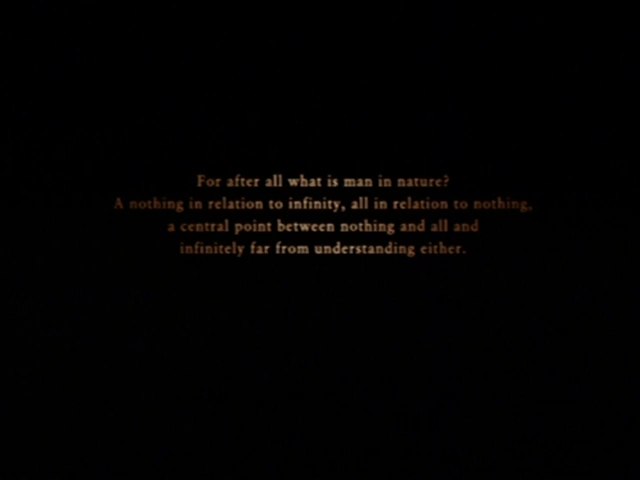 For after all what is man in nature?
A nothing in relation to infinity, all in relation to nothing,
a central point between nothing and all and
infinitely far from understanding either.